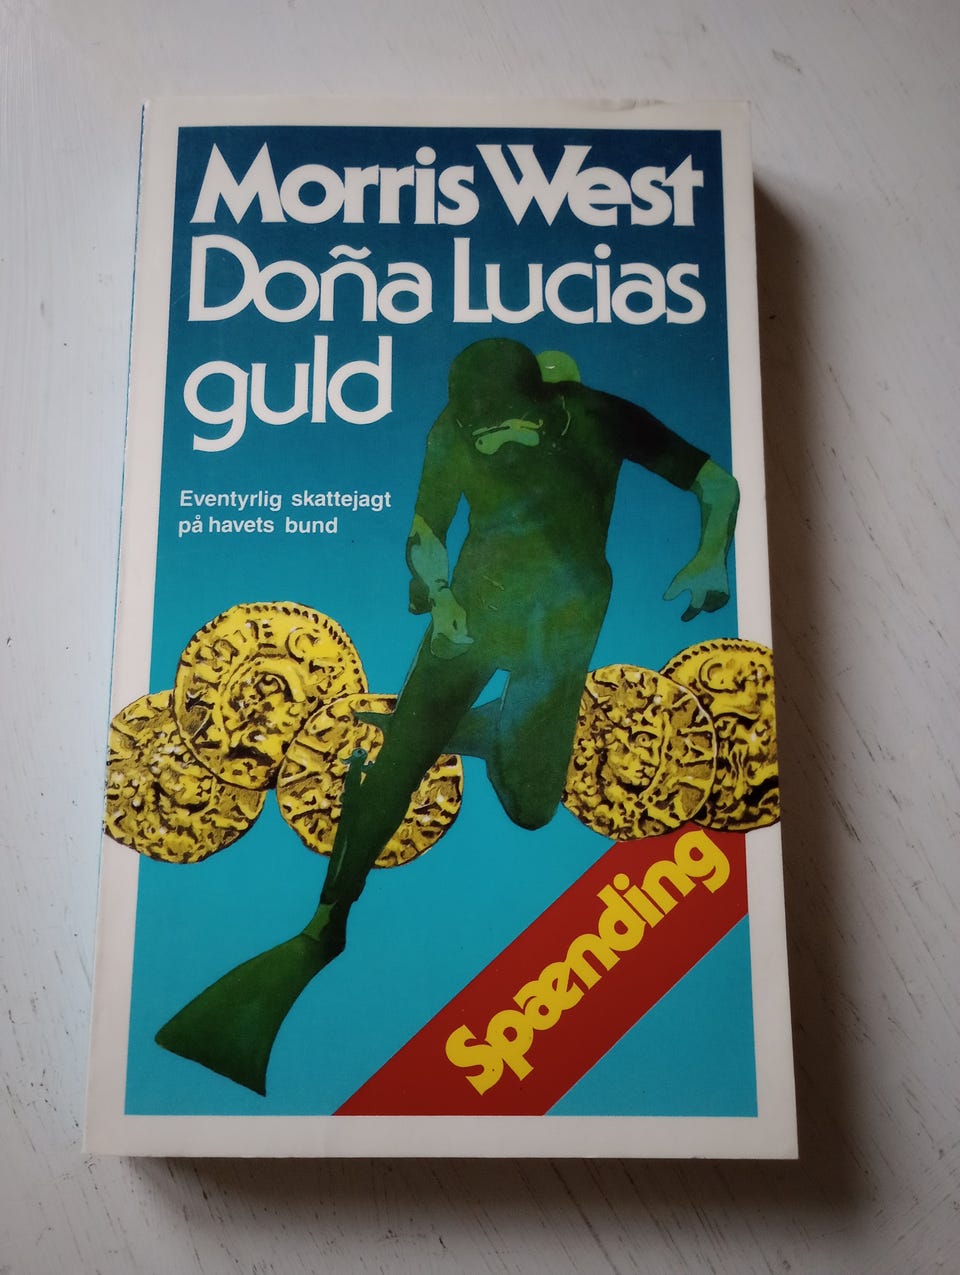 Morris West
Doña Lucias
guld
Eventyrlig skattejagt
på havets bund
Spænding